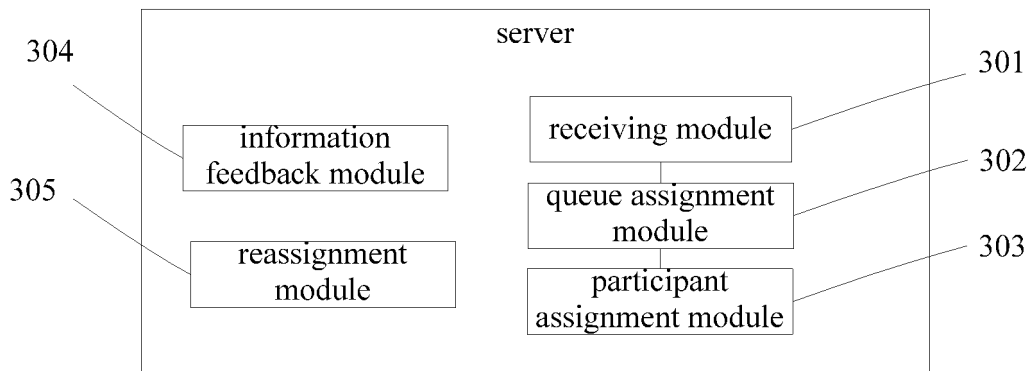 server
304
301
receiving module
information
feedback module
302
queue assignment
module
305
reassignment
module
303
participant
assignment module